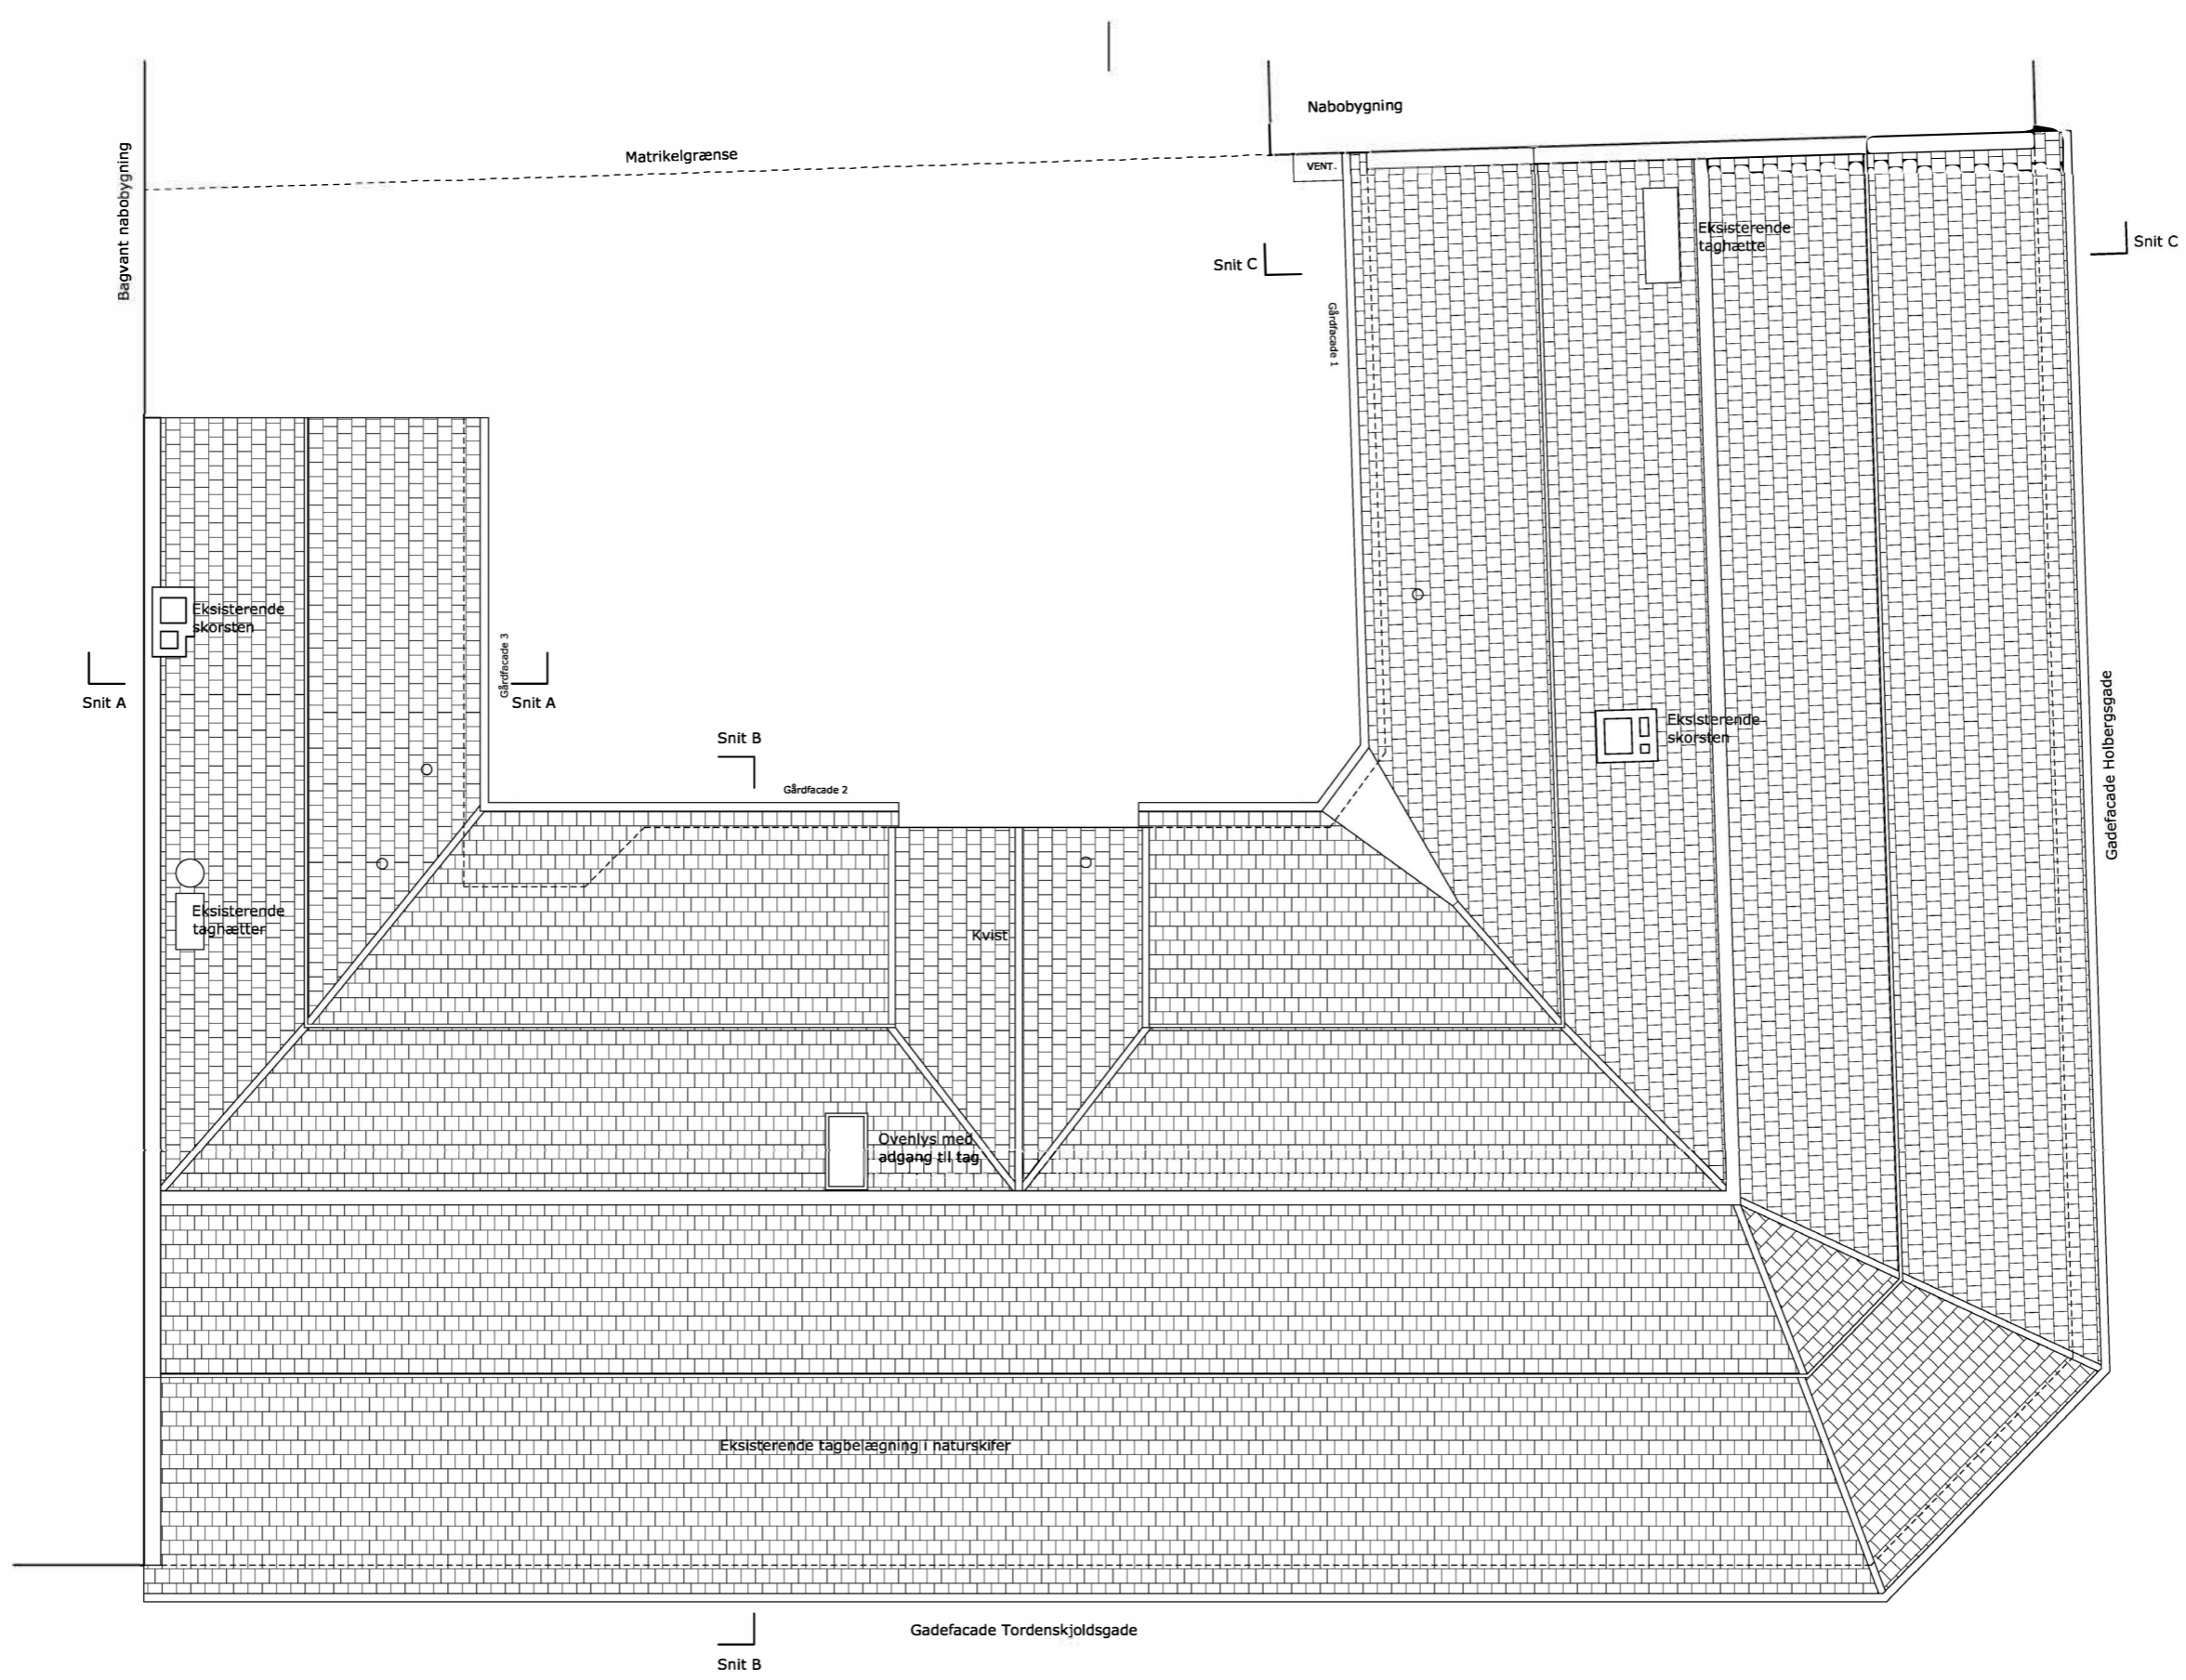 Nabobygning
Matrikelgrænse
VENT.
Bagvant nabobygning
Eksisterende
taghætte
Snit C
Snit C
Gårdfacade 1
Eksisterende
skorsten
Gårdfacade 3
Snit A
Snit A
Snit B
Gårdfacade 2
Eksisterende
skorsten
Gadefacade Holbergsgade
Eksisterende
taghætter
Kvist
Ovenlys med
adgang til tag
Eksisterende tagbelægning i naturskifer
Gadefacade Tordenskjoldsgade
Snit B